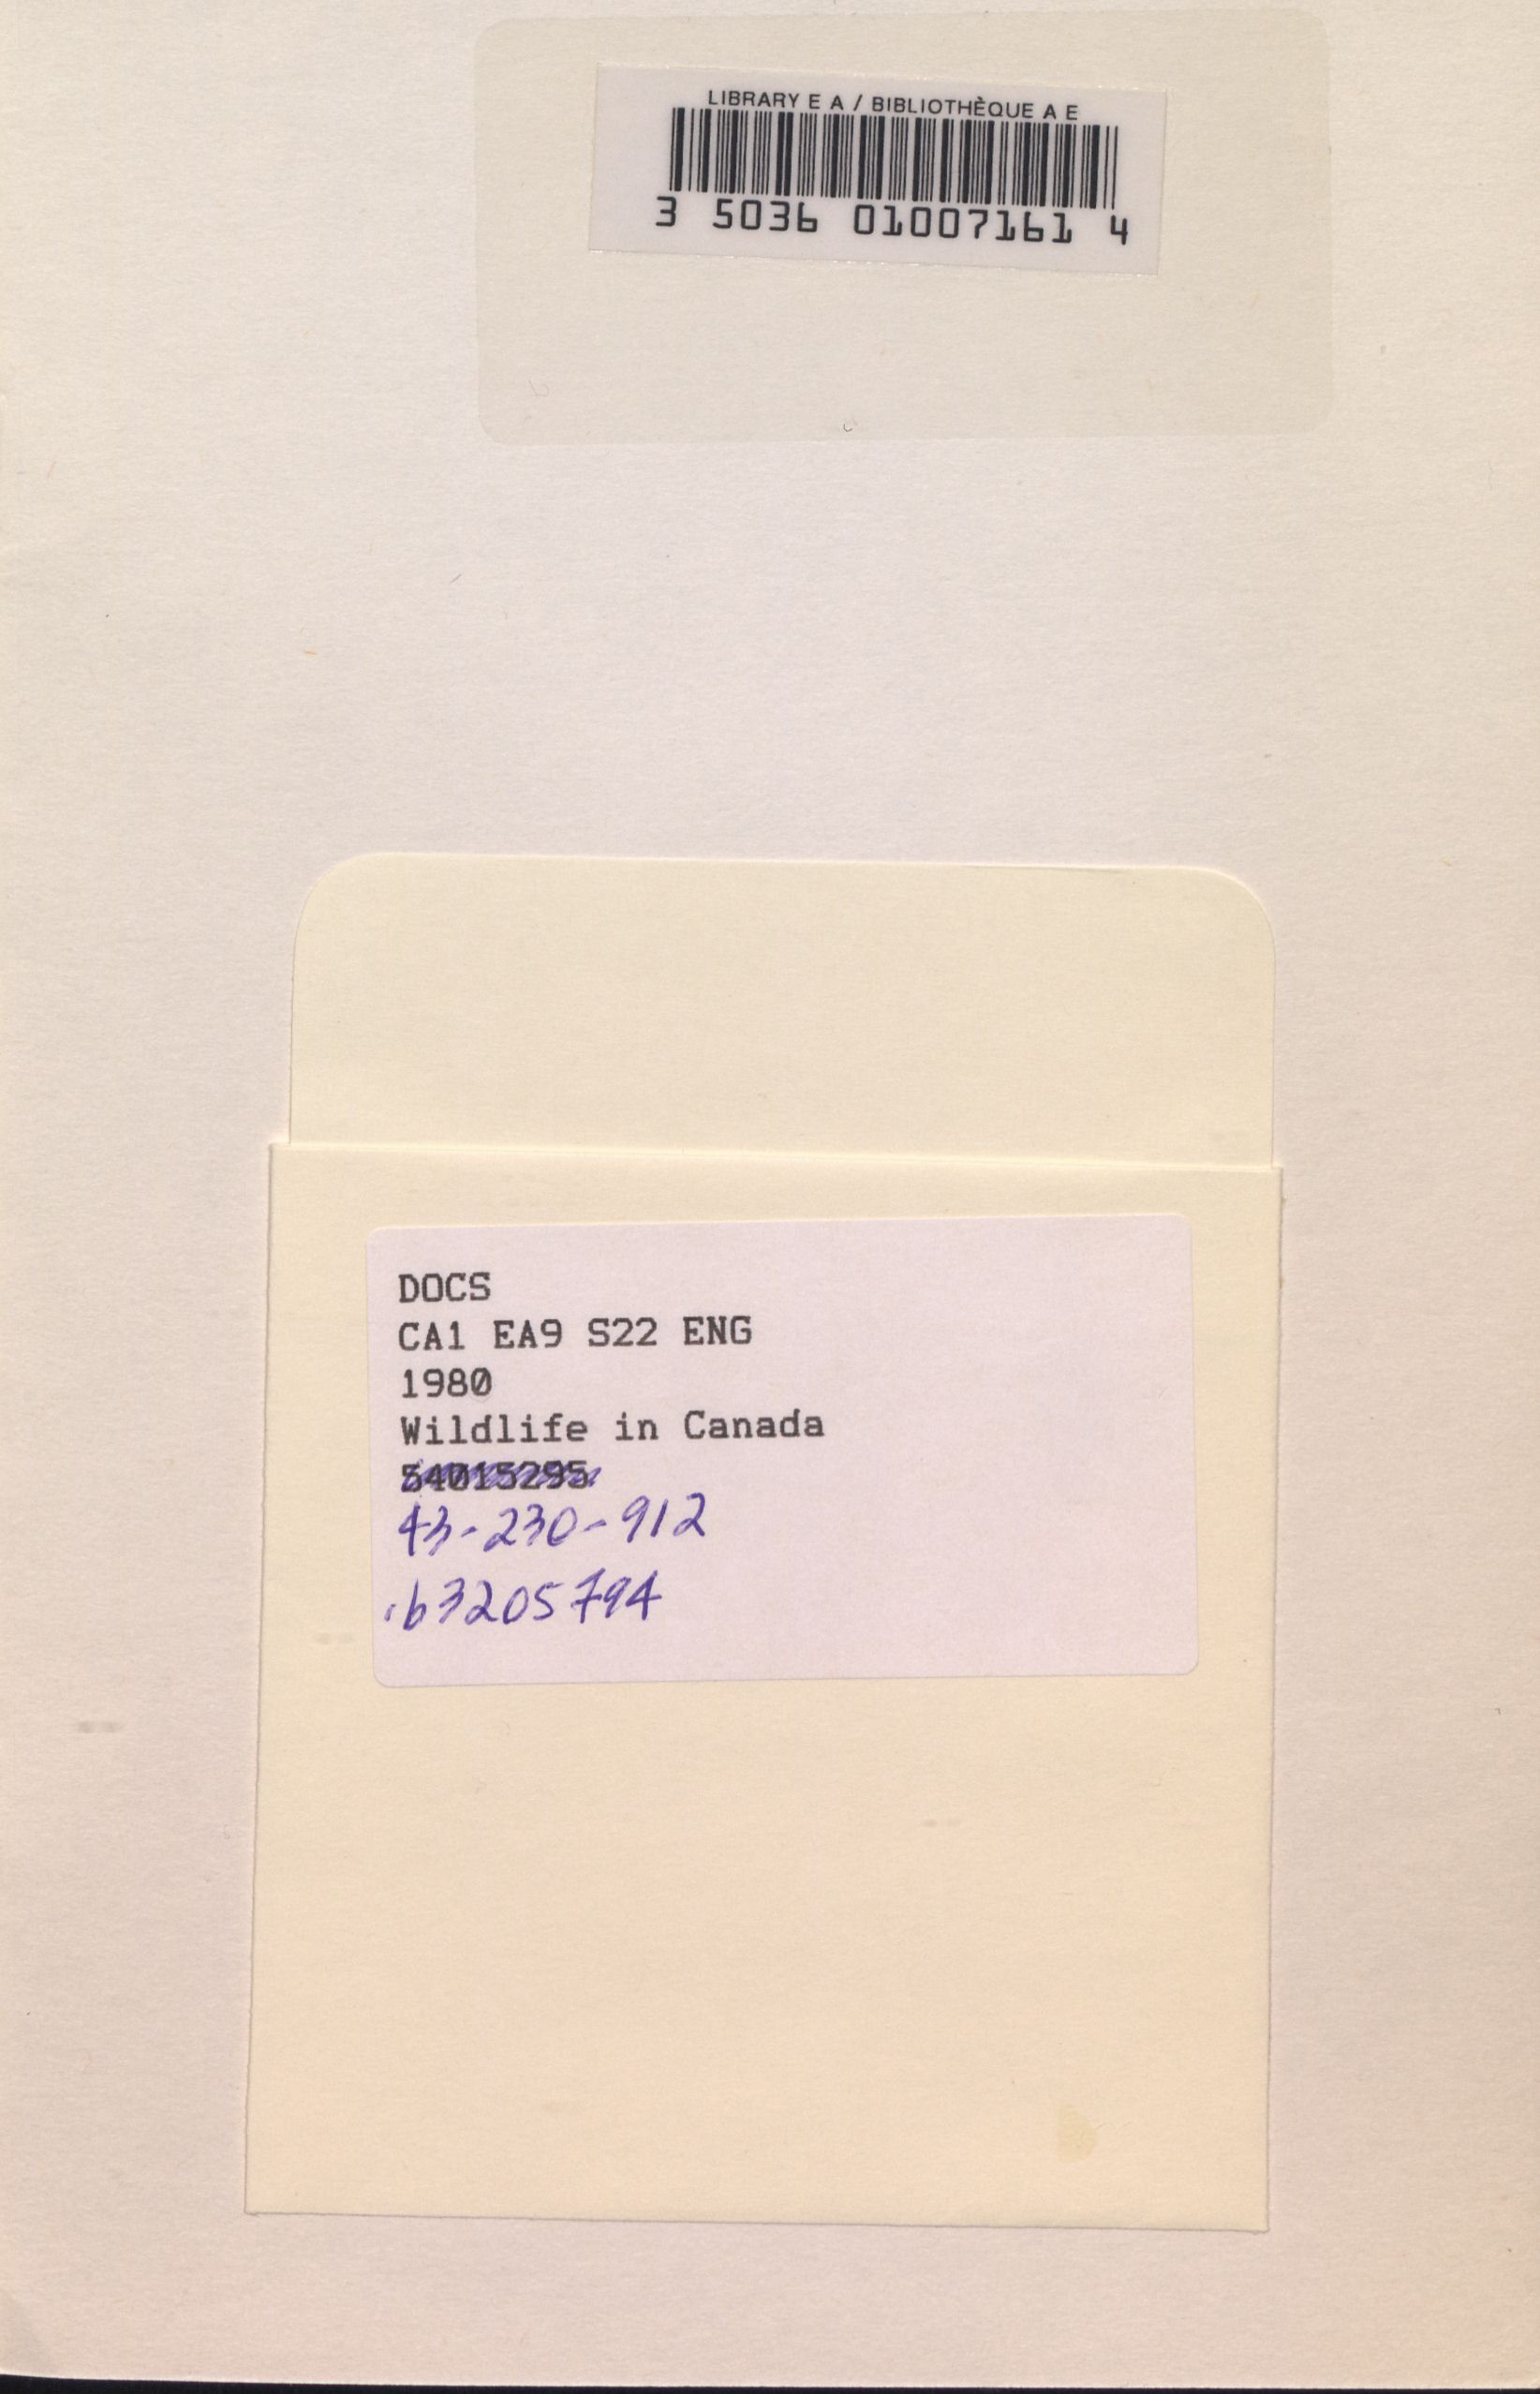 LIBRARY E A / BIBLIOTHÈQUE A E
3 5036 01007161 4
DOCS
CA1 EA9 S22 ENG
1980
Wildlife in Canada
54015295
43-230-912
.b3205794